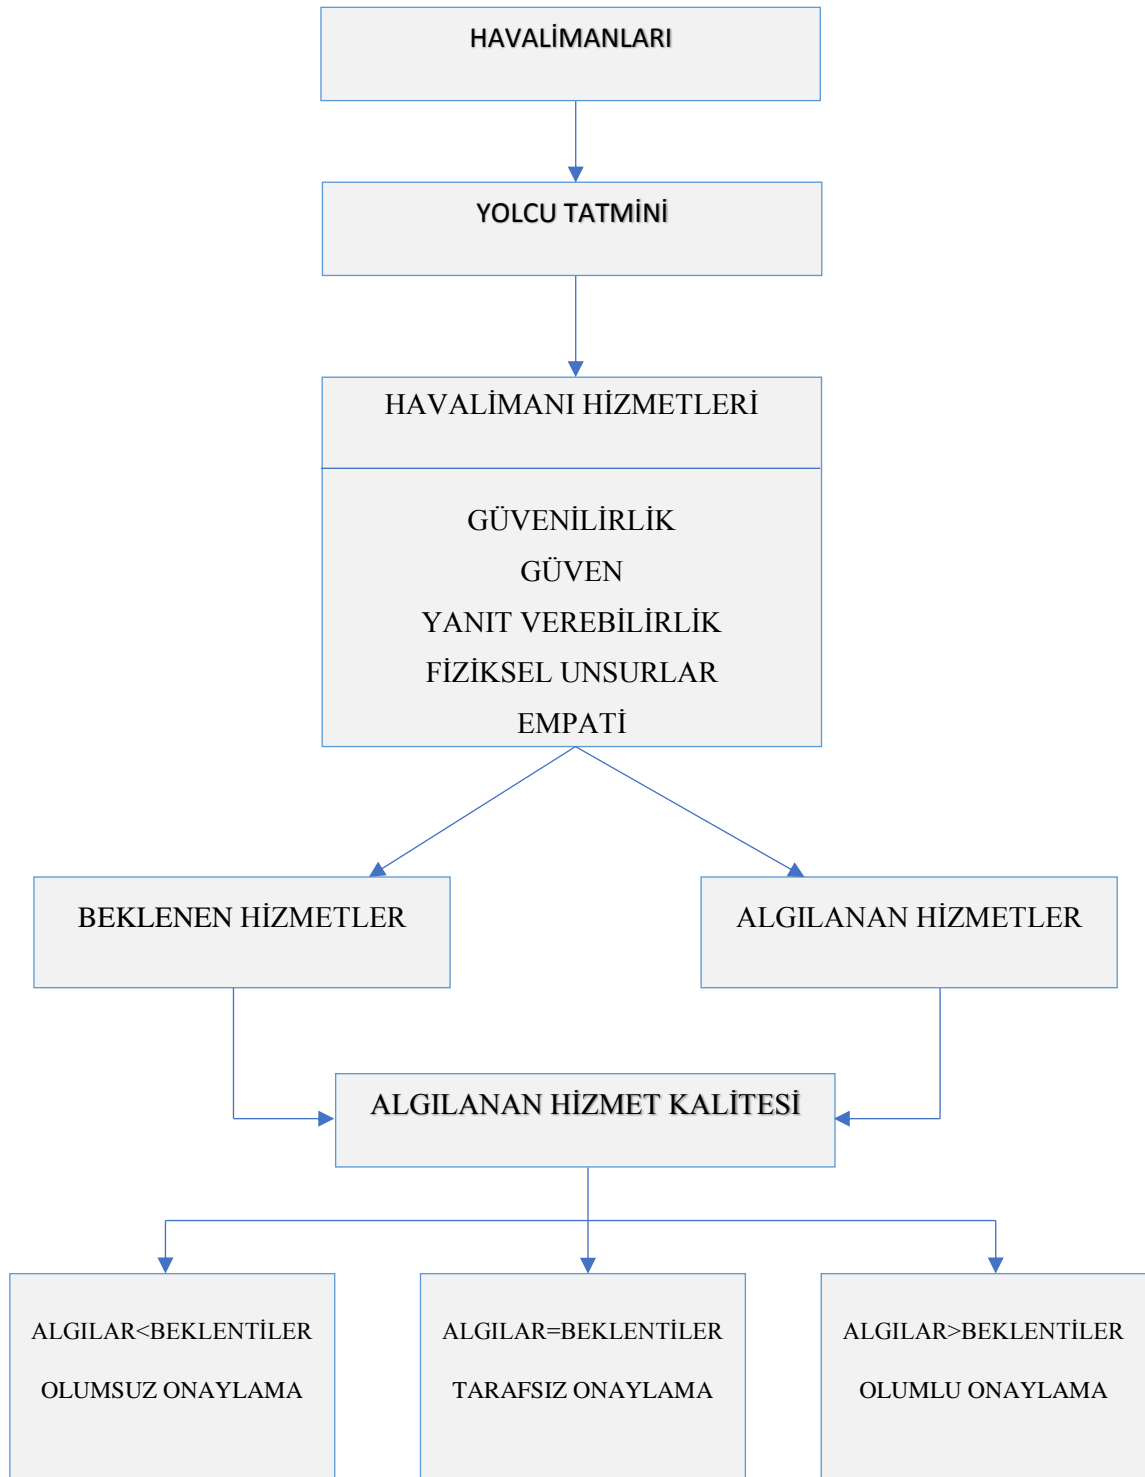 HAVALİMANLARI
YOLCU TATMİNİ
HAVALİMANI HİZMETLERİ
GÜVENİLİRLİK
GÜVEN
YANIT VEREBİLİRLİK
FİZİKSEL UNSURLAR
EMPATİ
BEKLENEN HİZMETLER
ALGILANAN HİZMETLER
ALGILANAN HİZMET KALİTESİ
ALGILAR<BEKLENTİLER
OLUMSUZ ONAYLAMA
ALGILAR=BEKLENTİLER
TARAFSIZ ONAYLAMA
ALGILAR>BEKLENTİLER
OLUMLU ONAYLAMA